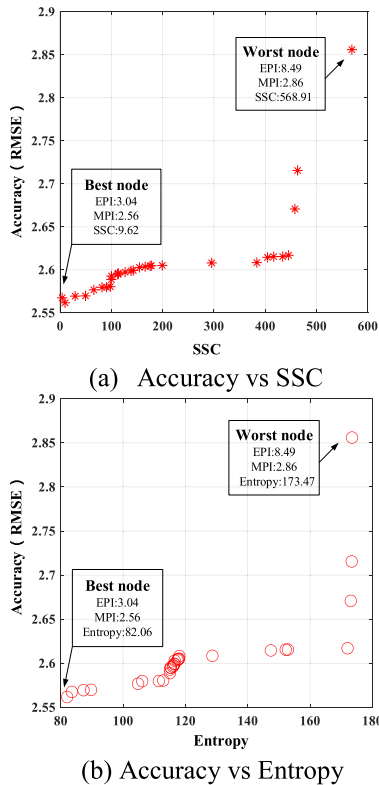 2.9
2.85
2.8
2.75
2.7
2.65
2.6
2.55
Accuracy ( RMSE )
Worst node
EPI:8.49
MPI:2.86
SSC:568.91
Best node
EPI:3.04
MPI:2.56
SSC:9.62
0 100 200 300 400 500 600
SSC
(a) Accuracy vs SSC
2.9
2.85
2.8
2.75
2.7
2.65
2.6
2.55
Accuracy ( RMSE )
Worst node
EPI:8.49
MPI:2.86
Entropy:173.47
Best node
EPI:3.04
MPI:2.56
Entropy:82.06
80 100 120 140 160 180
Entropy
(b) Accuracy vs Entropy